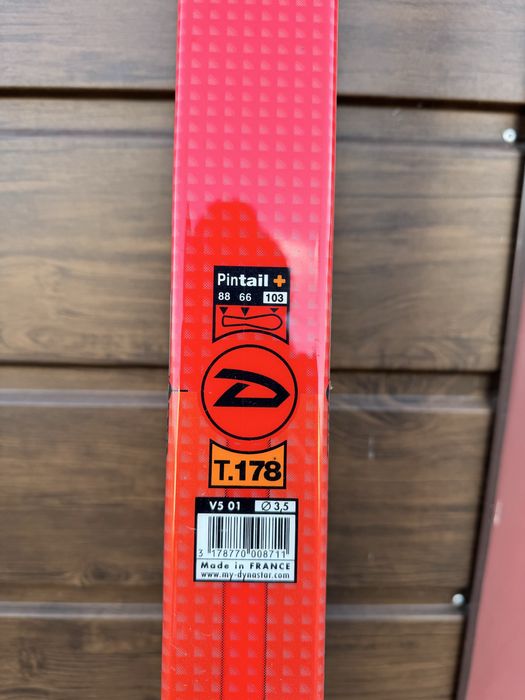 Pintail +
88 66 103
D
T.178
V5 01 ∅ 3,5
3 178770 008711
Made in FRANCE
www.my-dynastar.com